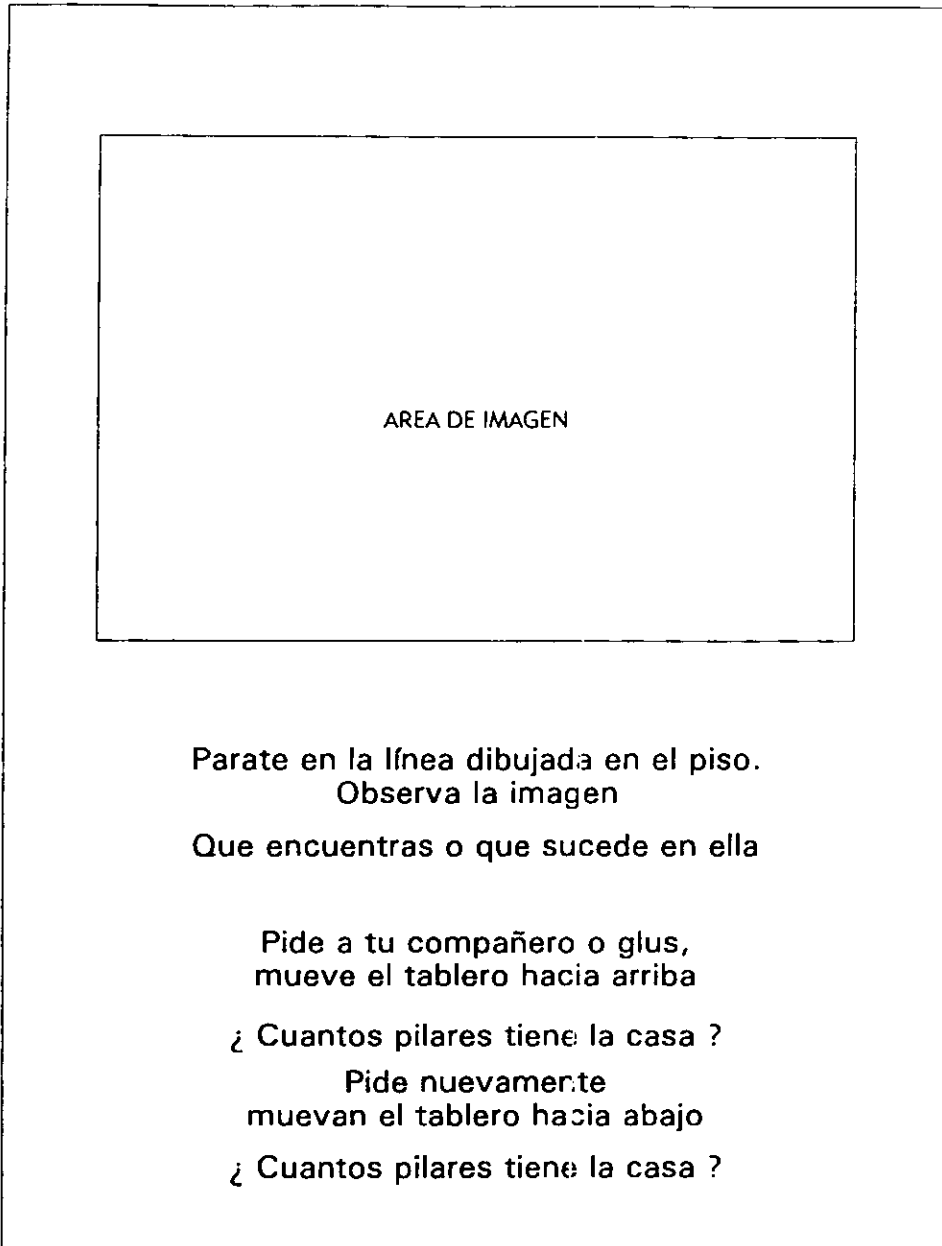 AREA DE IMAGEN
Parate en la línea dibujada en el piso.
Observa la imagen
Que encuentras o que sucede en ella
Pide a tu compañero o glus,
mueve el tablero hacia arriba
¿ Cuantos pilares tiene la casa ?
Pide nuevamente
muevan el tablero hacia abajo
¿ Cuantos pilares tiene la casa ?